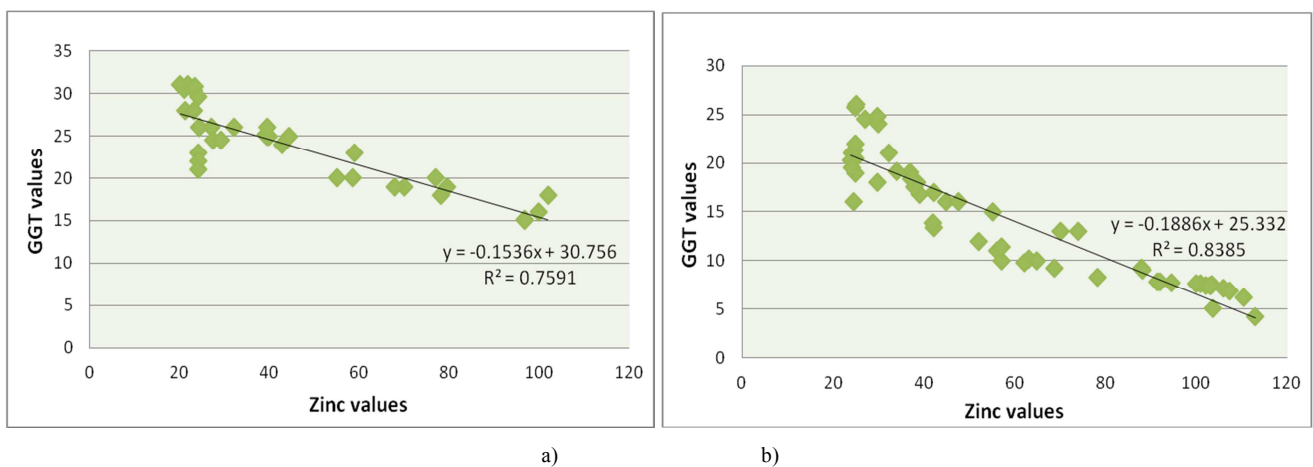 35
30
25
20
15
10
5
0
GGT values
y = -0.1536x + 30.756
R² = 0.7591
0 20 40 60 80 100 120
Zinc values
30
25
20
15
10
5
0
GGT values
y = -0.1886x + 25.332
R² = 0.8385
0 20 40 60 80 100 120
Zinc values
a) b)